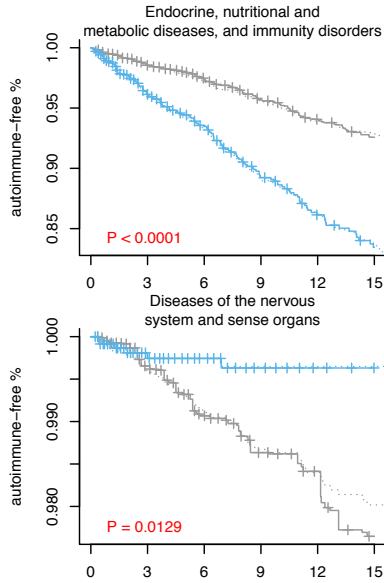 Endocrine, nutritional and
metabolic diseases, and immunity disorders
autoimmune−free %
1.00
0.95
0.90
0.85
P < 0.0001
0 3 6 9 12 15
Diseases of the nervous
system and sense organs
autoimmune−free %
1.000
0.990
0.980
P = 0.0129
0 3 6 9 12 15